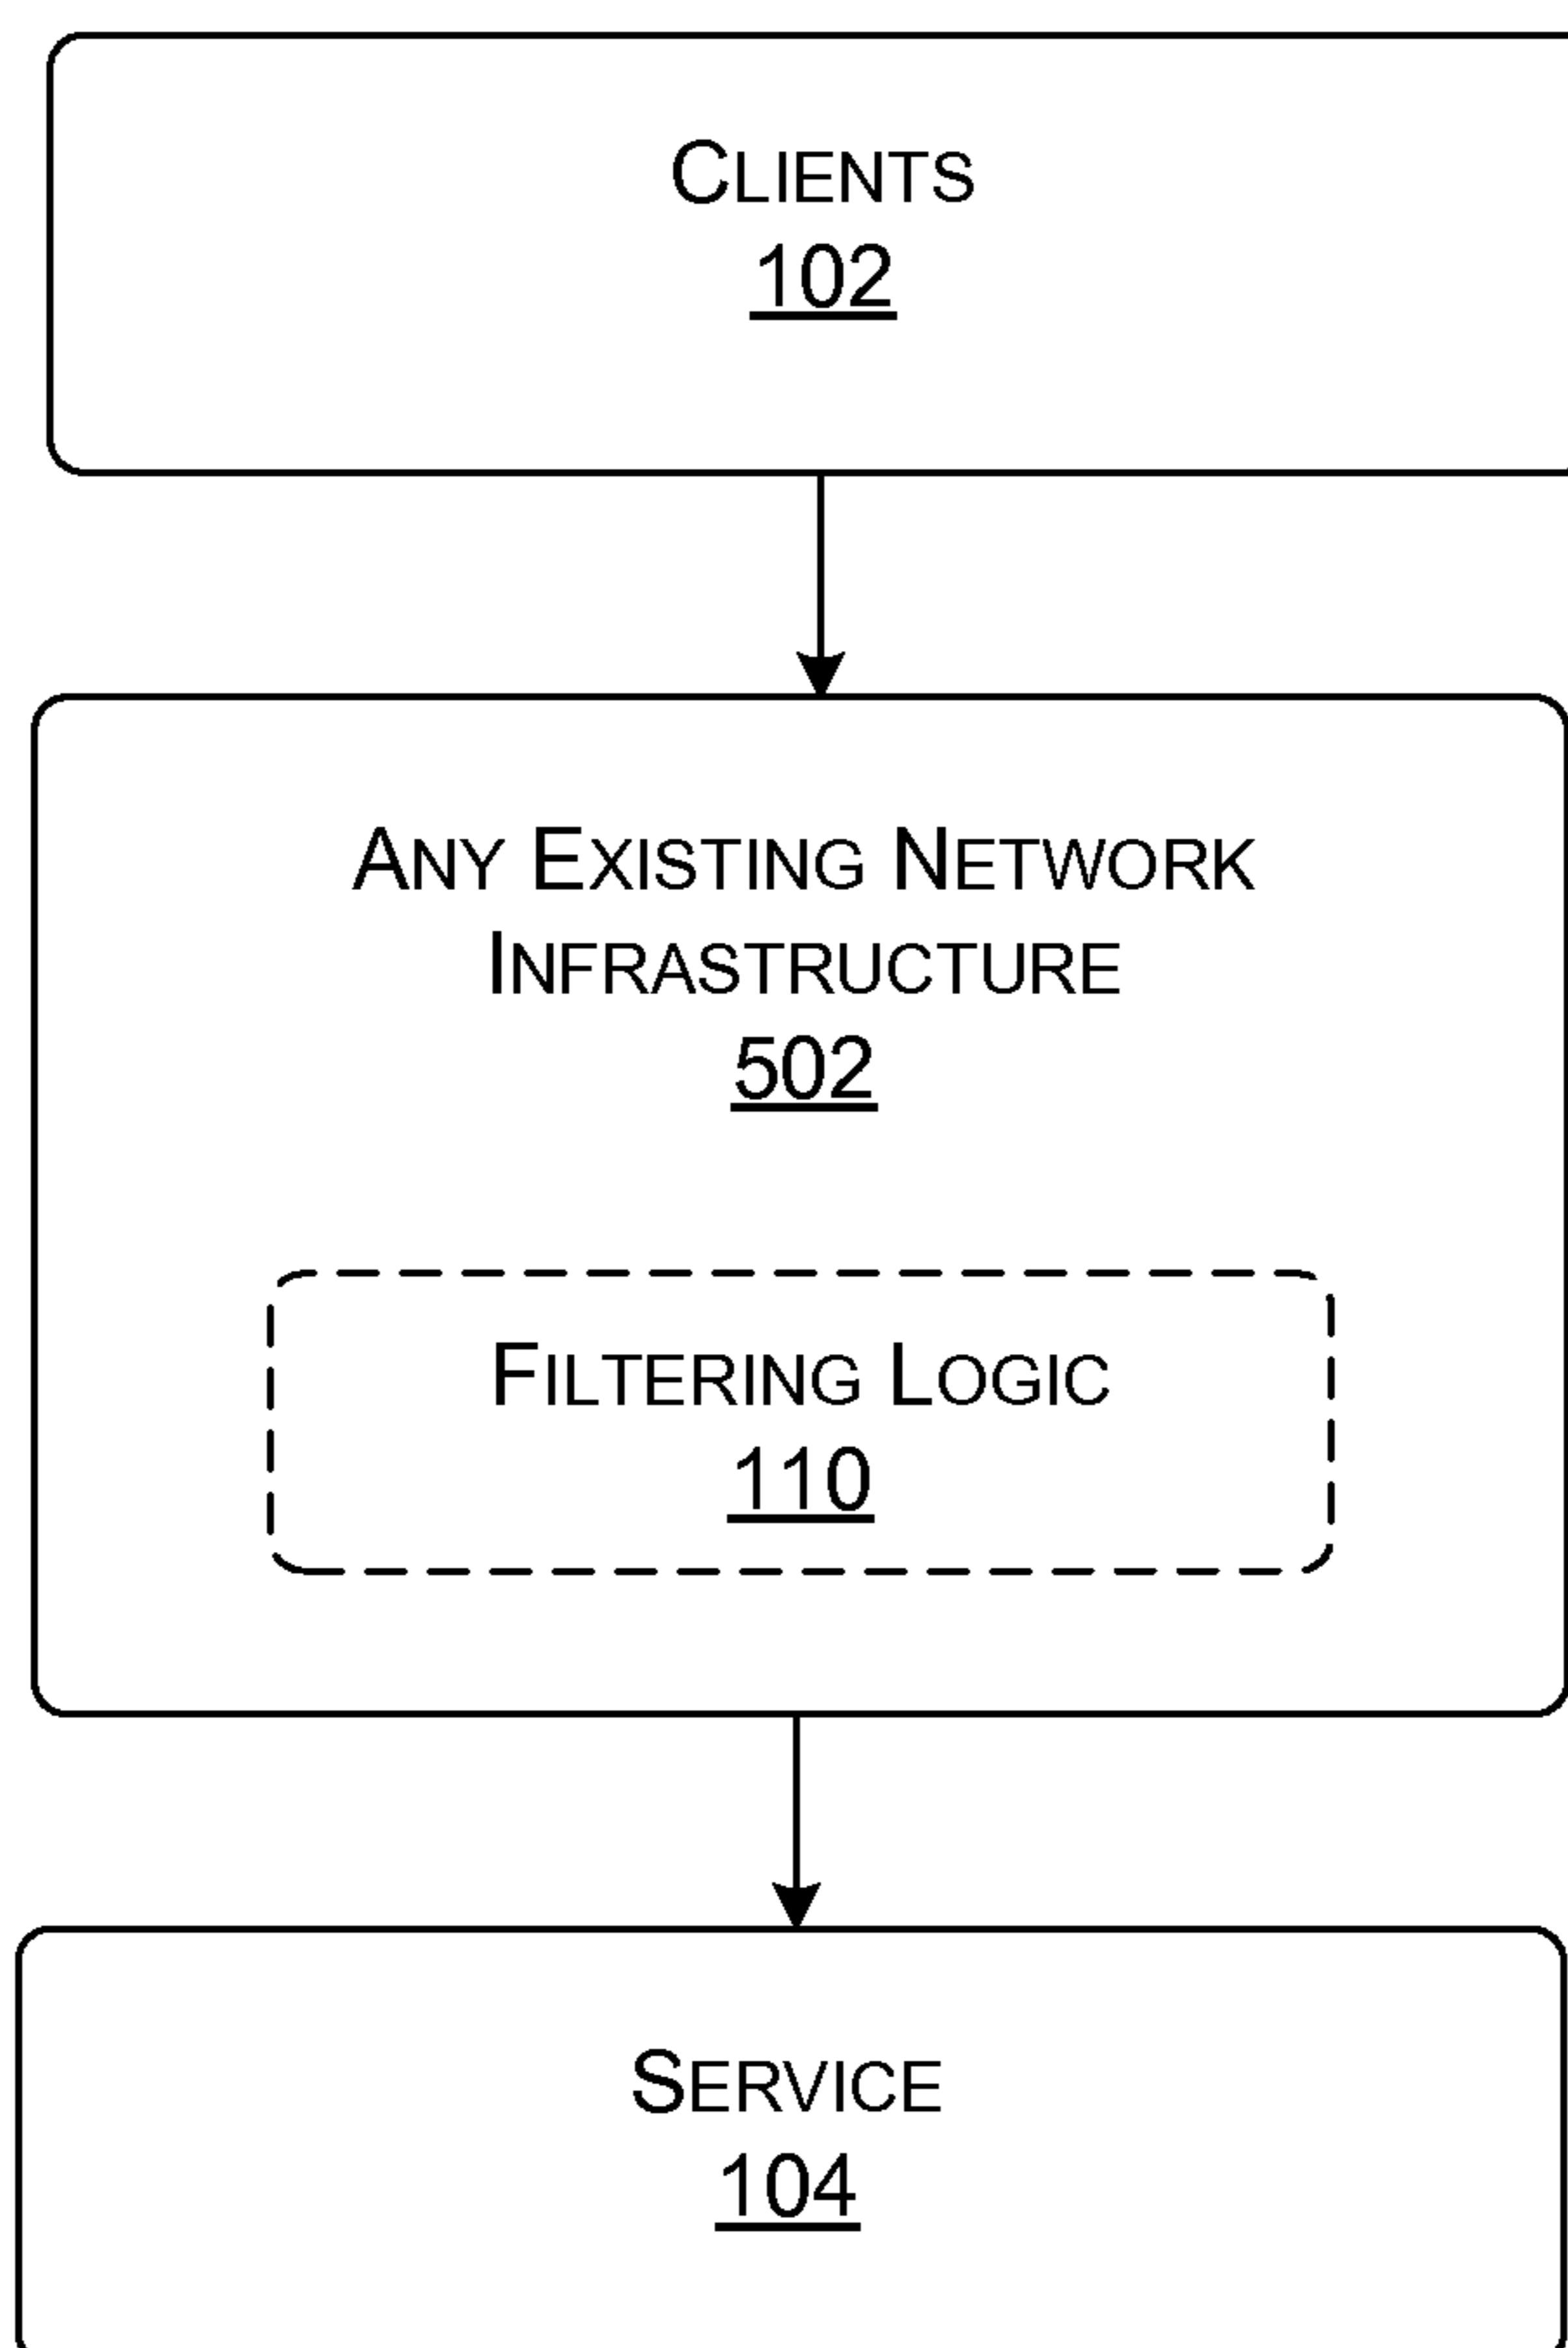 CLIENTS
102
ANY EXISTING NETWORK
INFRASTRUCTURE
502
FILTERING LOGIC
110
SERVICE
104